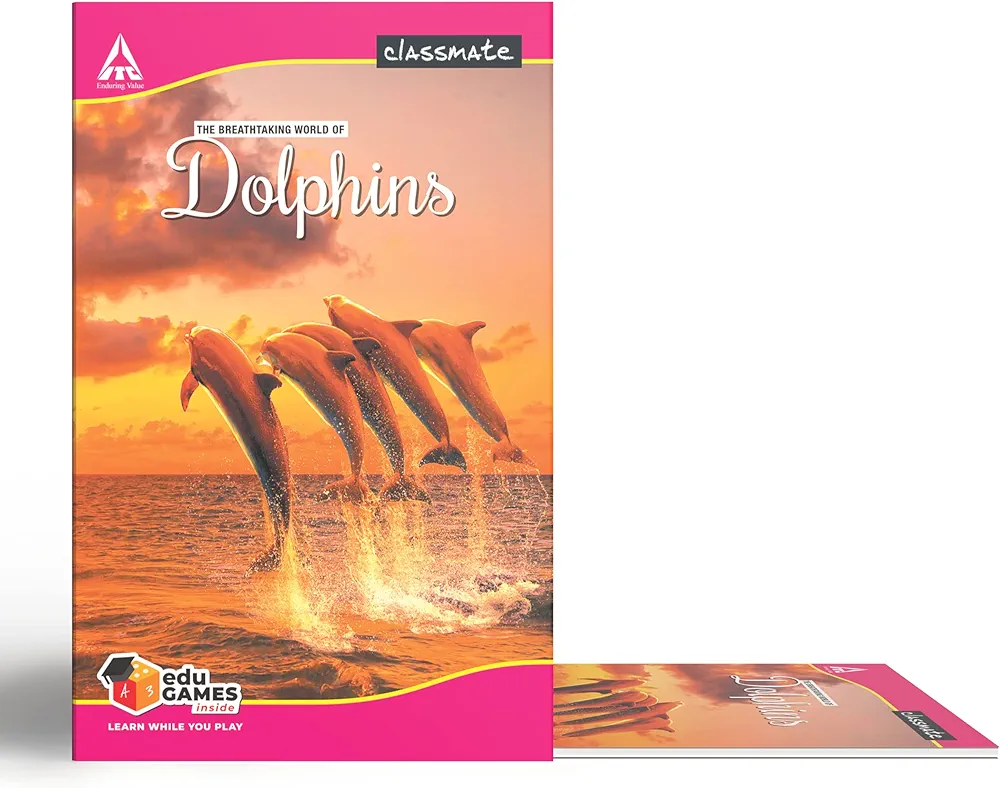 ITC
Enduring Value
classmate
THE BREATHTAKING WORLD OF
Dolphins
edu
GAMES
inside
A 3
LEARN WHILE YOU PLAY
Dolphins
classmate